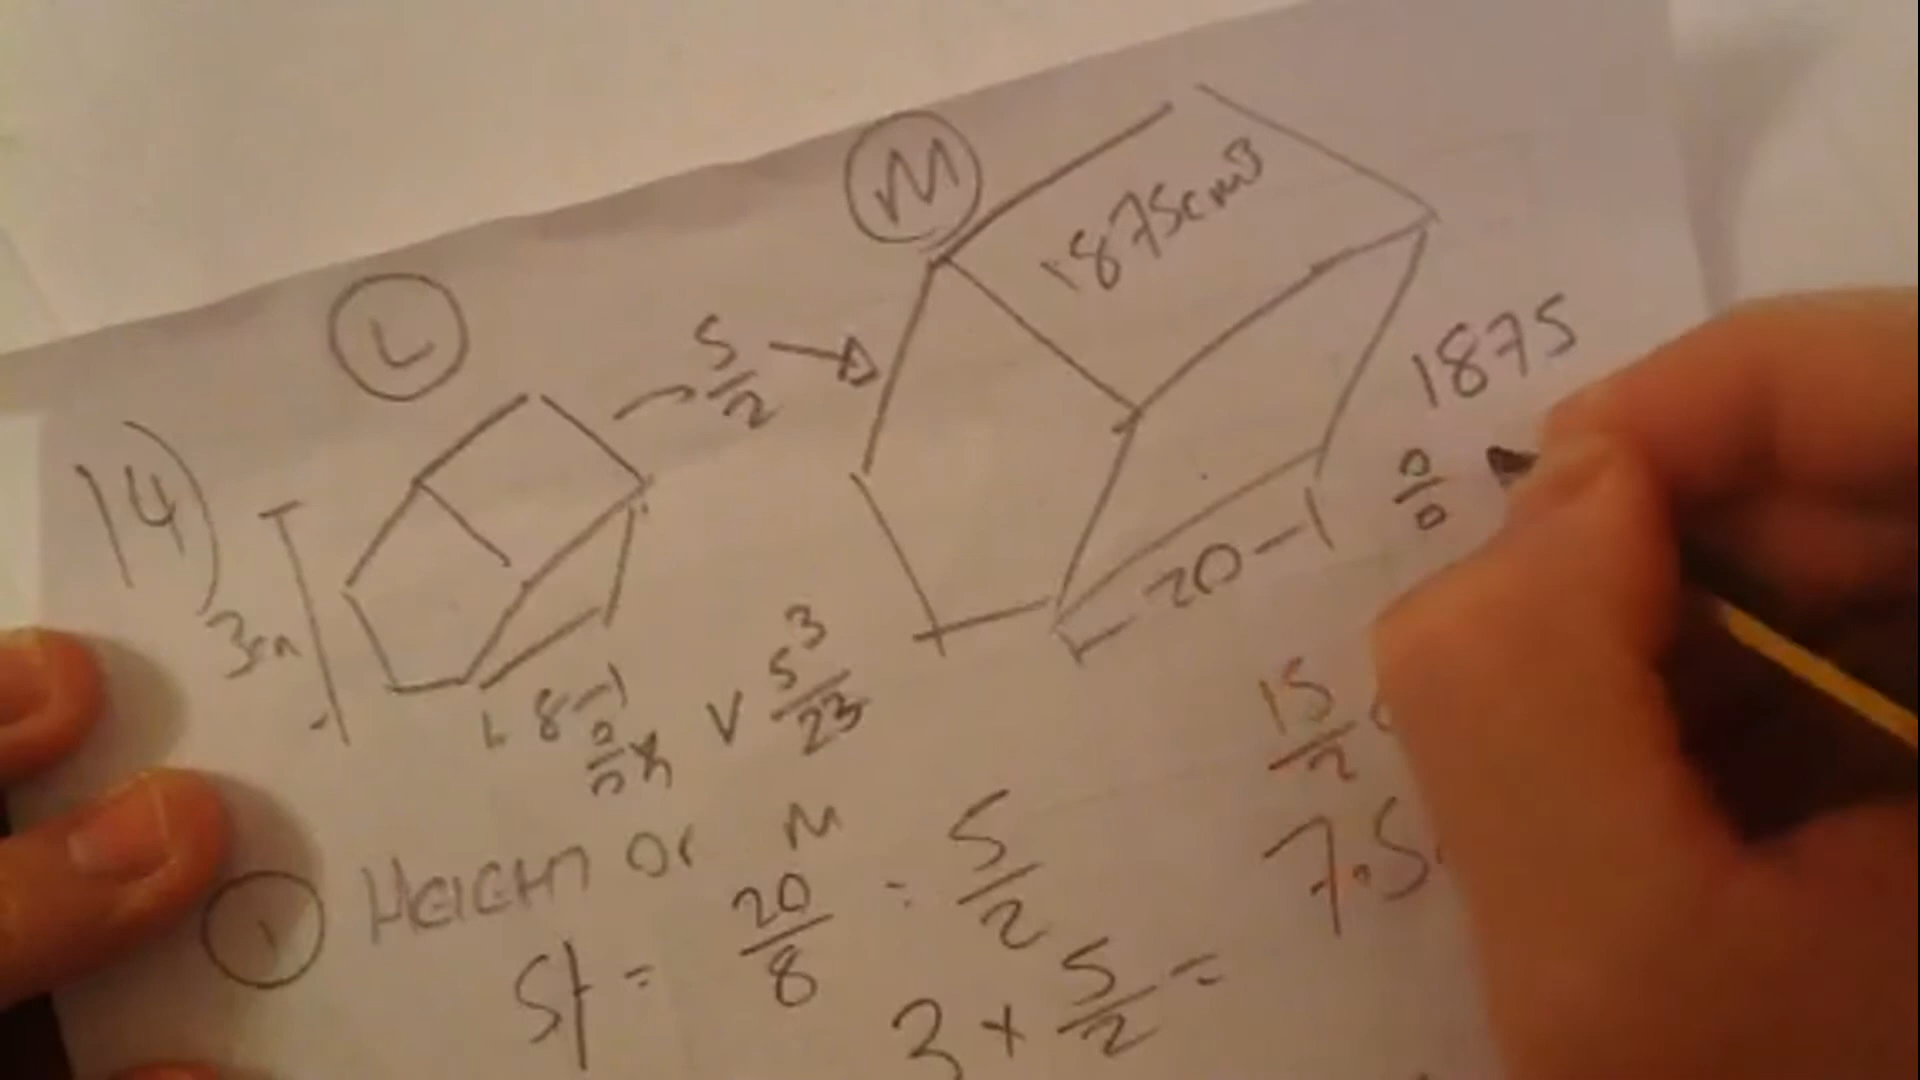 14)
L
M
5/2
1875cm³
3cm
8
20
1875
÷
÷ x V 5³/2³
15/2
7.5
1 HEIGHT OF M
Sf = 20/8 = 5/2
3 x 5/2 =